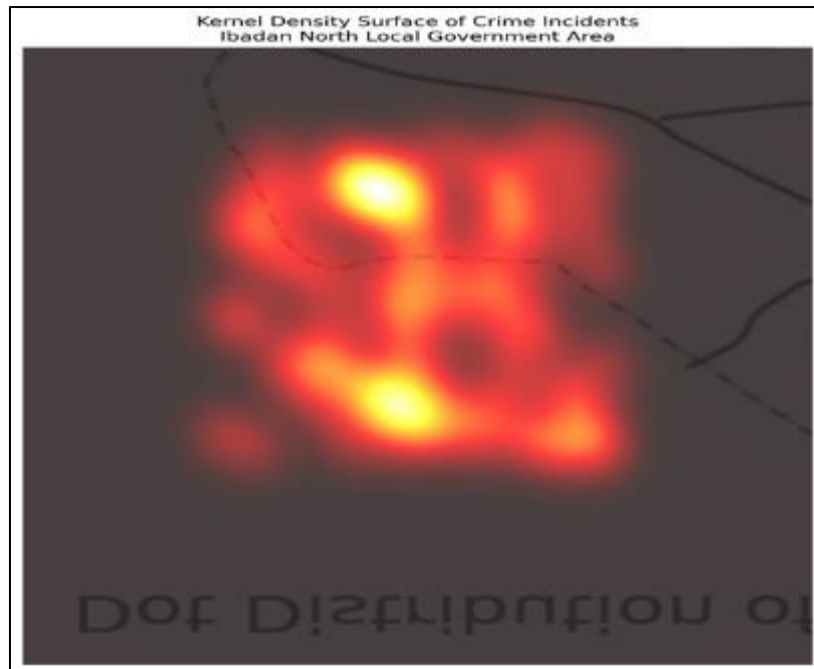 Kernel Density Surface of Crime Incidents
Ibadan North Local Government Area
Dot Distribution of